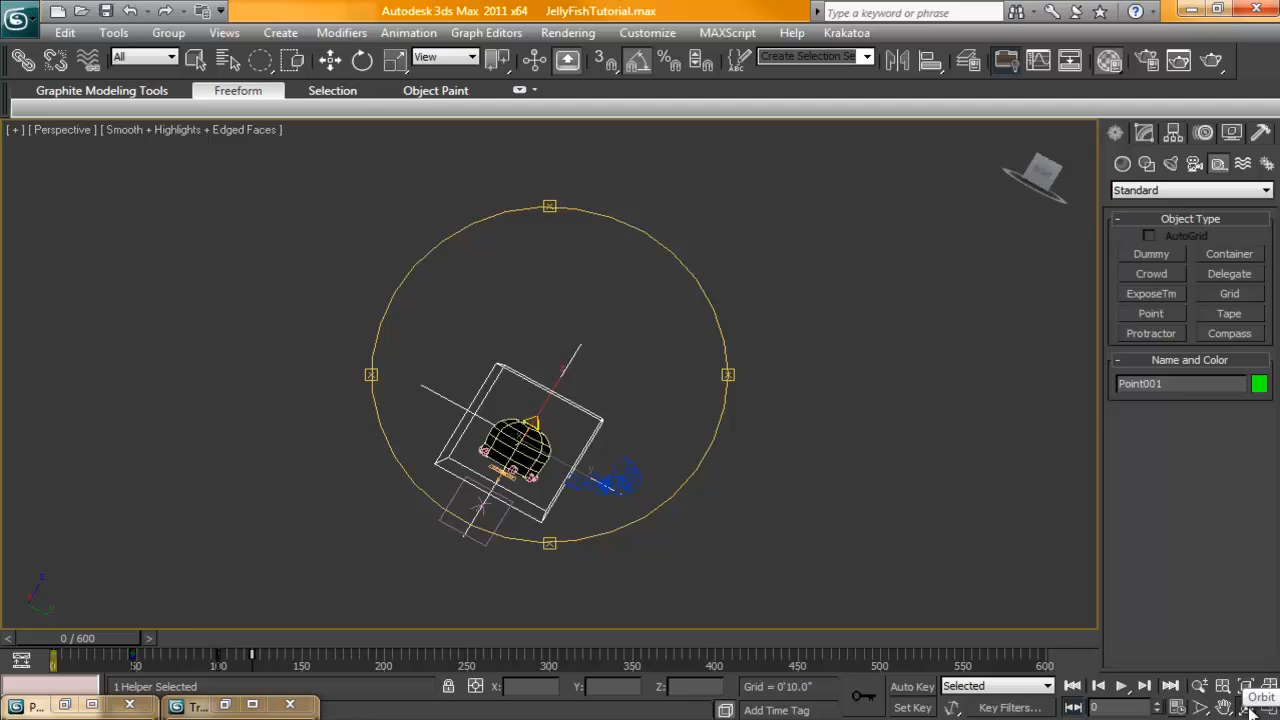 Autodesk 3ds Max 2011 x64 JellyFishTutorial.max Type a keyword or phrase
Edit Tools Group Views Create Modifiers Animation Graph Editors Rendering Customize MAXScript Help Krakatoa
All View 3 Create Selection Se
Graphite Modeling Tools Freeform Selection Object Paint
[ + ] [ Perspective ] [ Smooth + Highlights + Edged Faces ]
Standard
- Object Type
AutoGrid
Dummy Container
Crowd Delegate
ExposeTm Grid
Point Tape
Protractor Compass
- Name and Color
Point001
y
z
y
< 0 / 600 >
0 50 100 150 200 250 300 350 400 450 500 550 600
1 Helper Selected X: Y: Z: Grid = 0'10.0" Auto Key Selected
Orbit
P... Tr... Add Time Tag Set Key Key Filters... 0